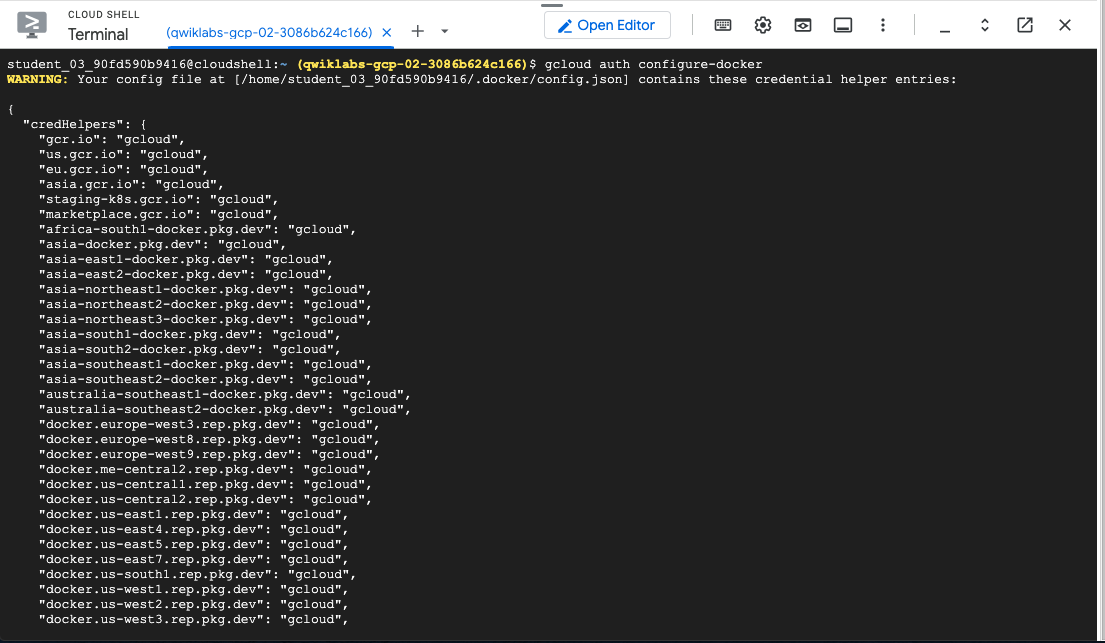 CLOUD SHELL
Terminal
(qwiklabs-gcp-02-3086b624c166)
Open Editor
student_03_90fd590b9416@cloudshell:~ (qwiklabs-gcp-02-3086b624c166)$ gcloud auth configure-docker
WARNING: Your config file at [/home/student_03_90fd590b9416/.docker/config.json] contains these credential helper entries:
{
  "credHelpers": {
    "gcr.io": "gcloud",
    "us.gcr.io": "gcloud",
    "eu.gcr.io": "gcloud",
    "asia.gcr.io": "gcloud",
    "staging-k8s.gcr.io": "gcloud",
    "marketplace.gcr.io": "gcloud",
    "africa-south1-docker.pkg.dev": "gcloud",
    "asia-docker.pkg.dev": "gcloud",
    "asia-east1-docker.pkg.dev": "gcloud",
    "asia-east2-docker.pkg.dev": "gcloud",
    "asia-northeast1-docker.pkg.dev": "gcloud",
    "asia-northeast2-docker.pkg.dev": "gcloud",
    "asia-northeast3-docker.pkg.dev": "gcloud",
    "asia-south1-docker.pkg.dev": "gcloud",
    "asia-south2-docker.pkg.dev": "gcloud",
    "asia-southeast1-docker.pkg.dev": "gcloud",
    "asia-southeast2-docker.pkg.dev": "gcloud",
    "australia-southeast1-docker.pkg.dev": "gcloud",
    "australia-southeast2-docker.pkg.dev": "gcloud",
    "docker.europe-west3.rep.pkg.dev": "gcloud",
    "docker.europe-west8.rep.pkg.dev": "gcloud",
    "docker.europe-west9.rep.pkg.dev": "gcloud",
    "docker.me-central2.rep.pkg.dev": "gcloud",
    "docker.us-central1.rep.pkg.dev": "gcloud",
    "docker.us-central2.rep.pkg.dev": "gcloud",
    "docker.us-east1.rep.pkg.dev": "gcloud",
    "docker.us-east4.rep.pkg.dev": "gcloud",
    "docker.us-east5.rep.pkg.dev": "gcloud",
    "docker.us-east7.rep.pkg.dev": "gcloud",
    "docker.us-south1.rep.pkg.dev": "gcloud",
    "docker.us-west1.rep.pkg.dev": "gcloud",
    "docker.us-west2.rep.pkg.dev": "gcloud",
    "docker.us-west3.rep.pkg.dev": "gcloud",